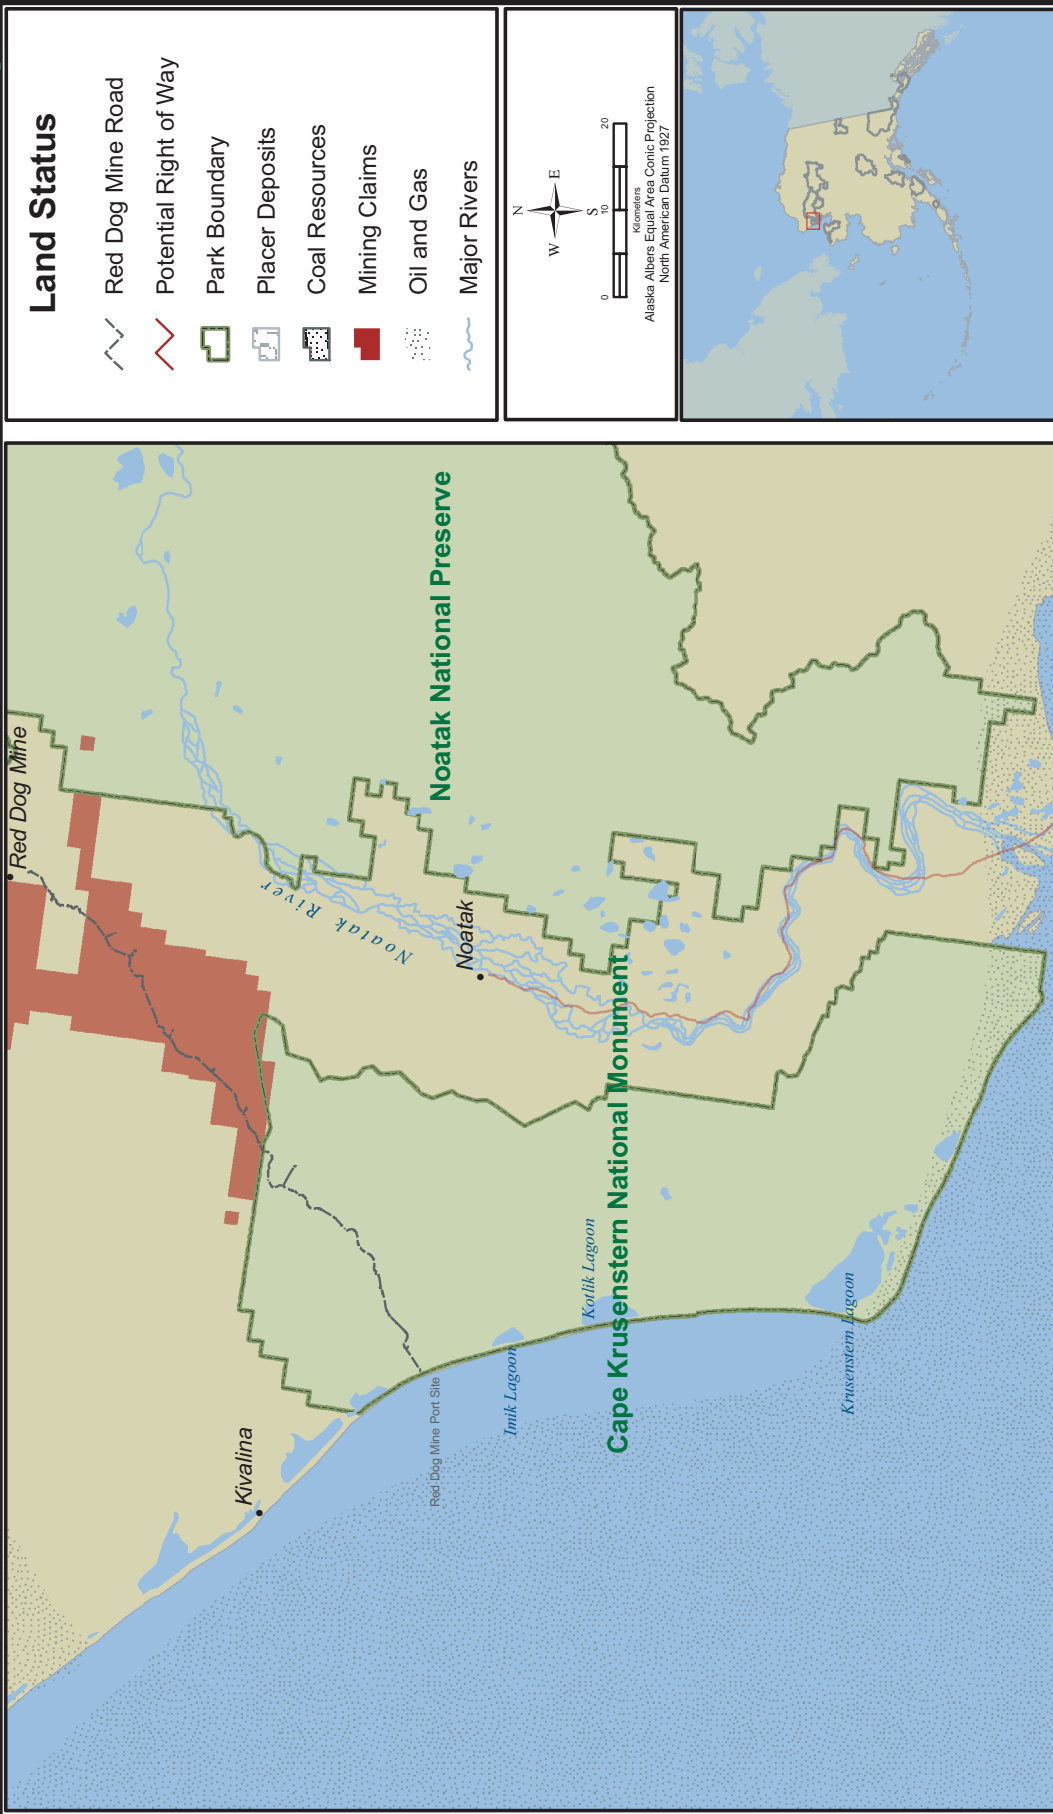 Land Status
Red Dog Mine Road
Potential Right of Way
Park Boundary
Placer Deposits
Coal Resources
Mining Claims
Oil and Gas
Major Rivers
N
W
E
S
0
10
20
Kilometers
Alaska Albers Equal Area Conic Projection
North American Datum 1927
Red Dog Mine
Noatak River
Noatak
Noatak National Preserve
Kivalina
Red Dog Mine Port Site
Imik Lagoon
Kotlik Lagoon
Cape Krusenstern National Monument
Krusenstern Lagoon